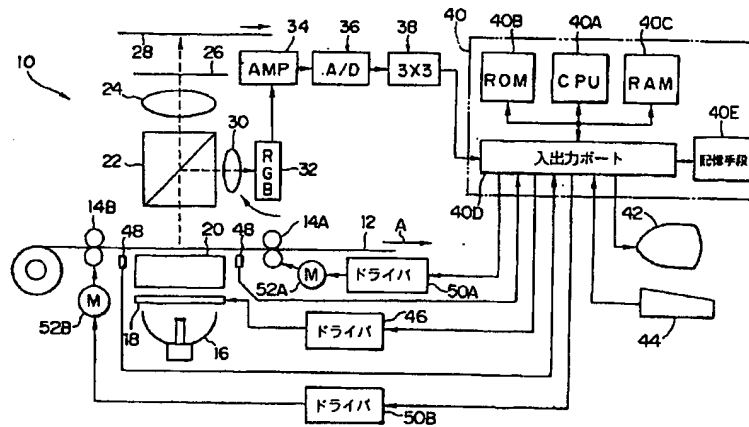 34
36
38
40
40B
40A
40C
28
26
10
AMP
A/D
3X3
ROM
CPU
RAM
24
40E
30
22
RGB
32
入出力ポート
記憶手段
14B
48
20
48
14A
12
A
40D
42
M
ドライバ
52A
50A
M
52B
18
16
46
ドライバ
44
ドライバ
50B